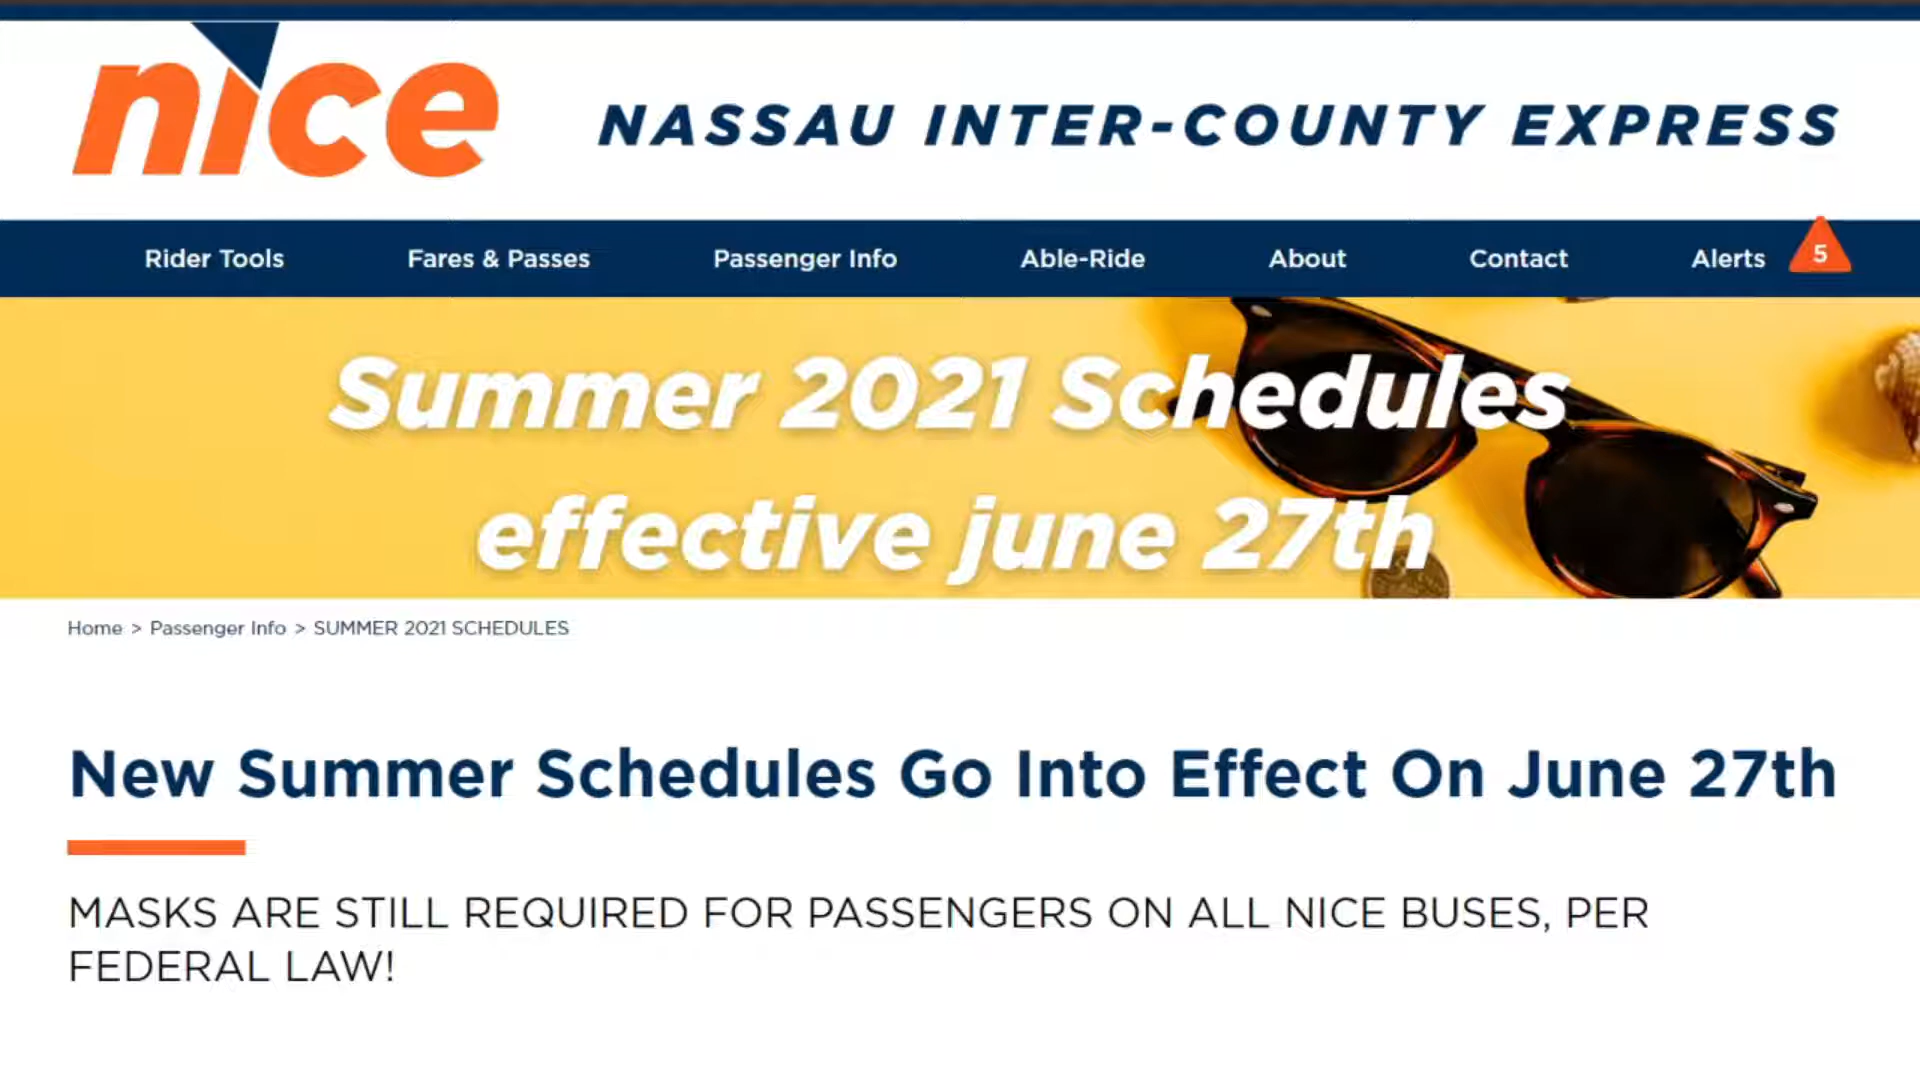 nice
NASSAU INTER-COUNTY EXPRESS
Rider Tools Fares & Passes Passenger Info Able-Ride About Contact Alerts 5
Summer 2021 Schedules
effective june 27th
Home > Passenger Info > SUMMER 2021 SCHEDULES
New Summer Schedules Go Into Effect On June 27th
MASKS ARE STILL REQUIRED FOR PASSENGERS ON ALL NICE BUSES, PER
FEDERAL LAW!